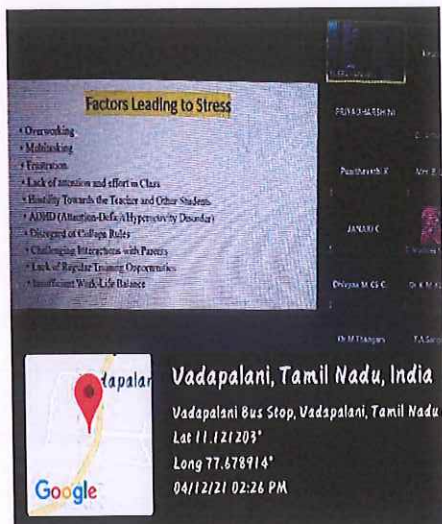 Factors Leading to Stress
• Overworking
• Multitasking
• Frustration
• Lack of attention and effort in Class
• Hostility Towards the Teacher and Other Students
• ADHD (Attention-Deficit/Hyperactivity Disorder)
• Disregard of College Rules
• Challenging Interactions with Parents
• Lack of Regular Training Opportunities
• Insufficient Work-Life Balance
PRIYADHARSHINI
JANAKI C
Vadapalani, Tamil Nadu, India
Vadapalani Bus Stop, Vadapalani, Tamil Nadu
Lat 11.121203°
Long 77.678914°
04/12/21 02:26 PM
dapalar
Google